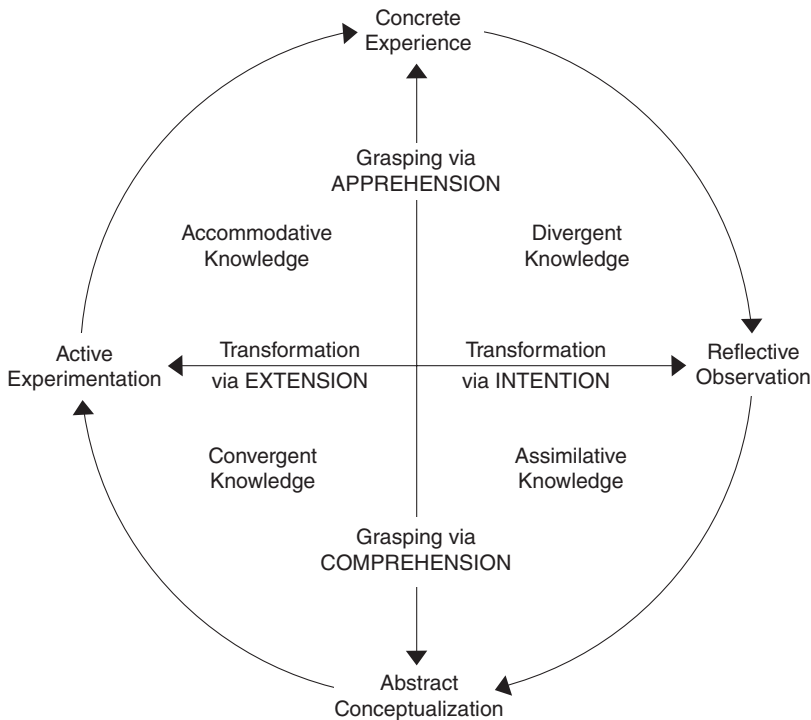 Concrete
Experience
Grasping via
APPREHENSION
Accommodative
Knowledge
Divergent
Knowledge
Active
Experimentation
Transformation
via EXTENSION
Transformation
via INTENTION
Reflective
Observation
Convergent
Knowledge
Assimilative
Knowledge
Grasping via
COMPREHENSION
Abstract
Conceptualization